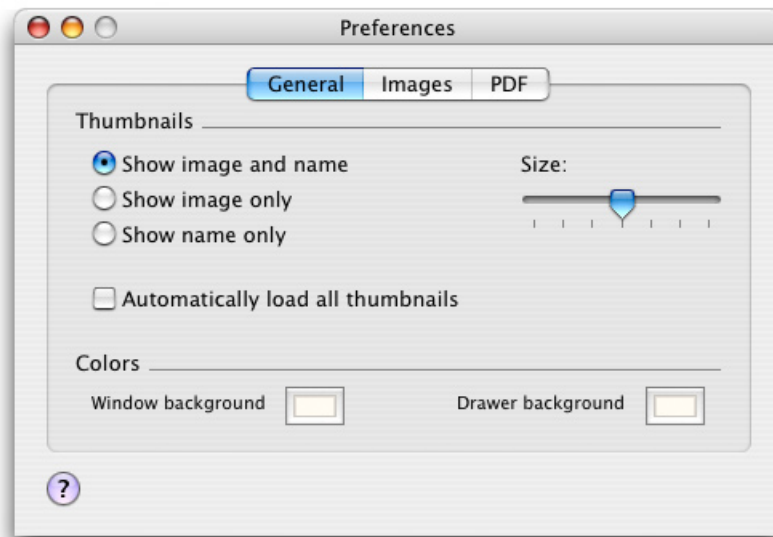 Preferences
General Images PDF
Thumbnails
Show image and name
Size:
Show image only
Show name only
Automatically load all thumbnails
Colors
Window background
Drawer background
?